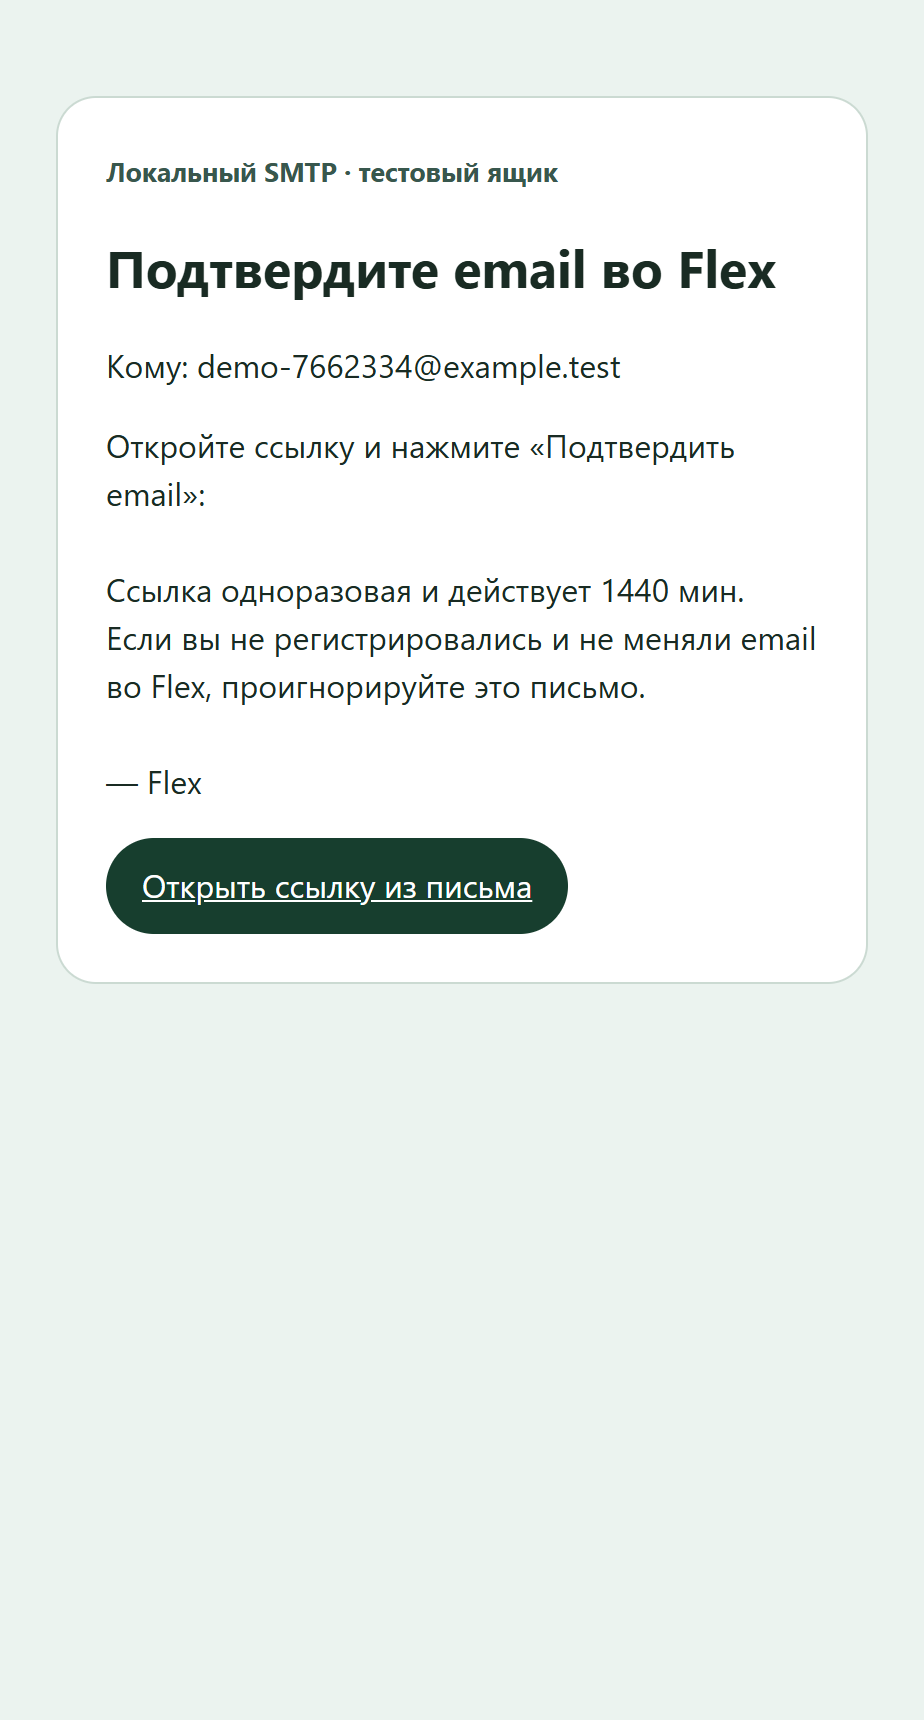 Локальный SMTP · тестовый ящик
Подтвердите email во Flex
Кому: demo-7662334@example.test
Откройте ссылку и нажмите «Подтвердить
email»:
Ссылка одноразовая и действует 1440 мин.
Если вы не регистрировались и не меняли email
во Flex, проигнорируйте это письмо.
— Flex
Открыть ссылку из письма